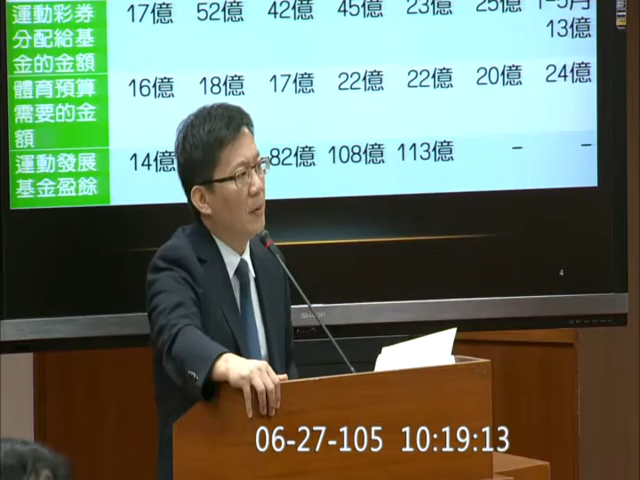 運動彩券 17億 52億 42億 45億 23億 25億 1-5月
分配給基 13億
金的金額
體育預算 16億 18億 17億 22億 22億 20億 24億
需要的金
額
運動發展 14億 82億 108億 113億 – –
基金盈餘
4
SHARP
06-27-105 10:19:13